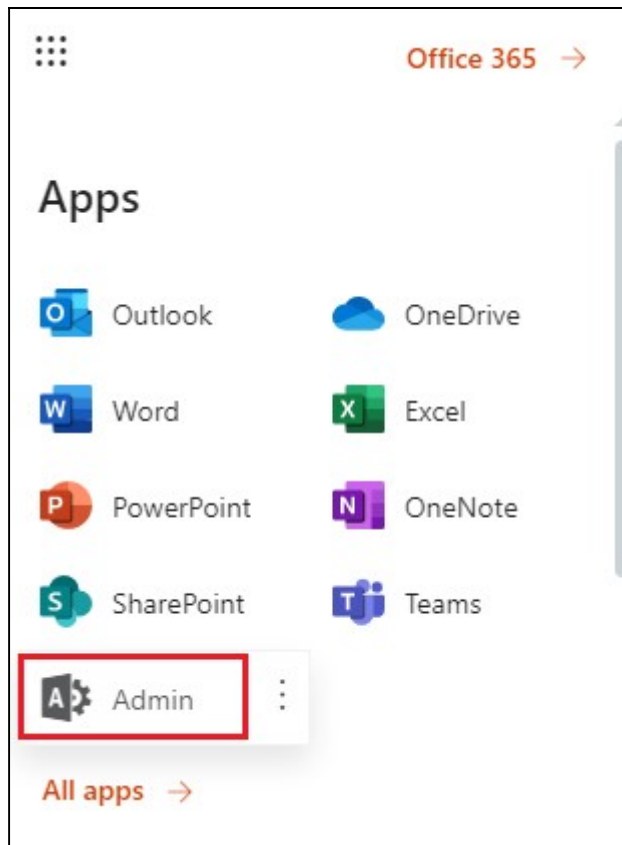 Office 365 →
Apps
Outlook OneDrive
Word Excel
PowerPoint OneNote
SharePoint Teams
Admin
All apps →